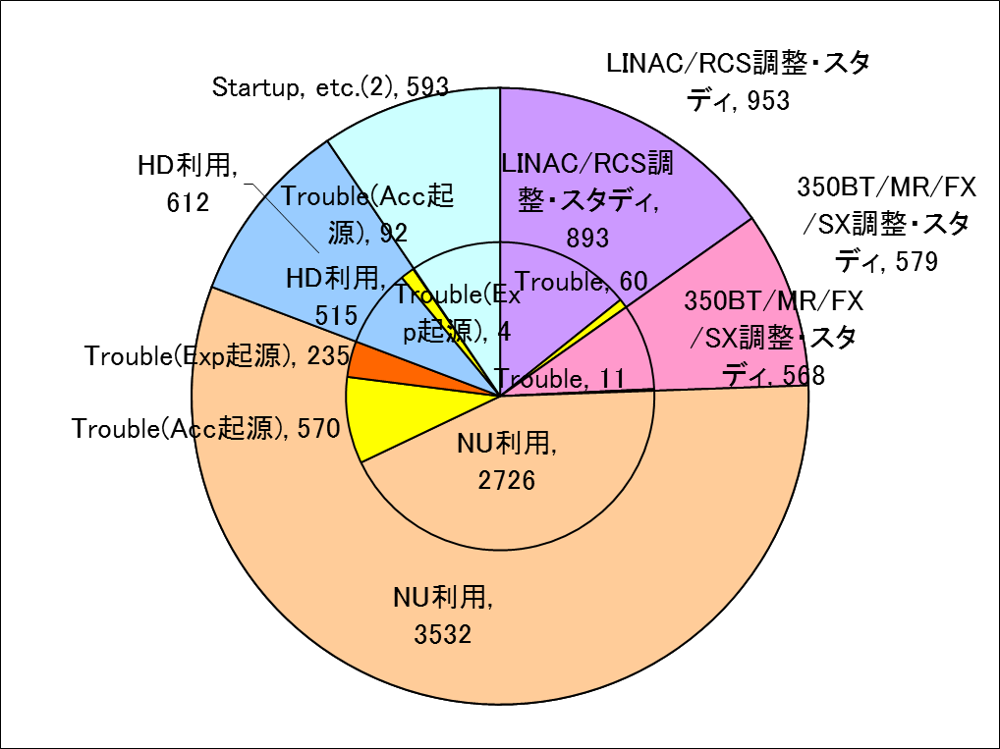 LINAC/RCS調整・スタ
ディ, 953
Startup, etc.(2), 593
HD利用,
612
LINAC/RCS調
整・スタディ,
893
350BT/MR/FX
/SX調整・スタ
ディ, 579
Trouble(Acc起
源), 92
HD利用,
515
Trouble, 60
Trouble(Ex
p起源), 4
350BT/MR/FX
/SX調整・スタ
ディ, 568
Trouble(Exp起源), 235
Trouble, 11
Trouble(Acc起源), 570
NU利用,
2726
NU利用,
3532